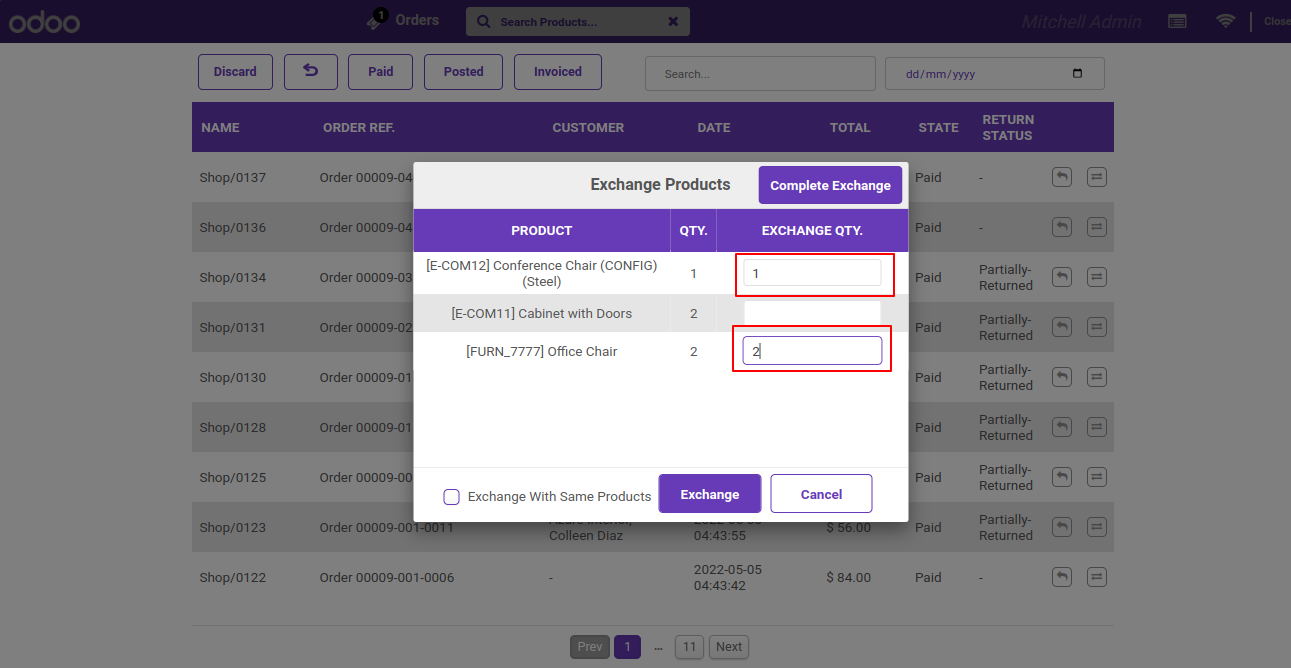 odoo
1
Orders
Search Products...
Mitchell Admin
Close
Discard
Paid
Posted
Invoiced
Search...
dd/mm/yyyy
NAME ORDER REF. CUSTOMER DATE TOTAL STATE RETURN
STATUS
Exchange Products
Complete Exchange
PRODUCT QTY. EXCHANGE QTY.
[E-COM12] Conference Chair (CONFIG)
(Steel)
1
1
[E-COM11] Cabinet with Doors 2
[FURN_7777] Office Chair 2 2
Exchange With Same Products
Exchange
Cancel
Shop/0137 Order 00009-04 Paid -
Shop/0136 Order 00009-04 Paid -
Shop/0134 Order 00009-03 Paid Partially-
Returned
Shop/0131 Order 00009-02 Paid Partially-
Returned
Shop/0130 Order 00009-01 Paid Partially-
Returned
Shop/0128 Order 00009-01 Paid Partially-
Returned
Shop/0125 Order 00009-00 Paid Partially-
Returned
Shop/0123 Order 00009-001-0011 $ 56.00 Paid Partially-
Colleen Diaz 04:43:55 Returned
Shop/0122 Order 00009-001-0006 - 2022-05-05 $ 84.00 Paid -
04:43:42
Prev 1 ... 11 Next